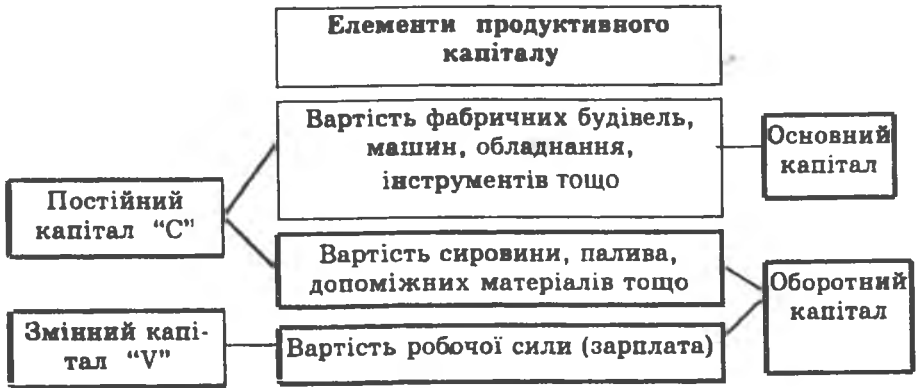 Елементи продуктивного
капіталу
Вартість фабричних будівель,
машин, обладнання,
інструментів тощо
Основний
капітал
Постійний
капітал “С”
Вартість сировини, палива,
допоміжних матеріалів тощо
Оборотний
капітал
Змінний капі-
тал “V”
Вартість робочої сили (зарплата)